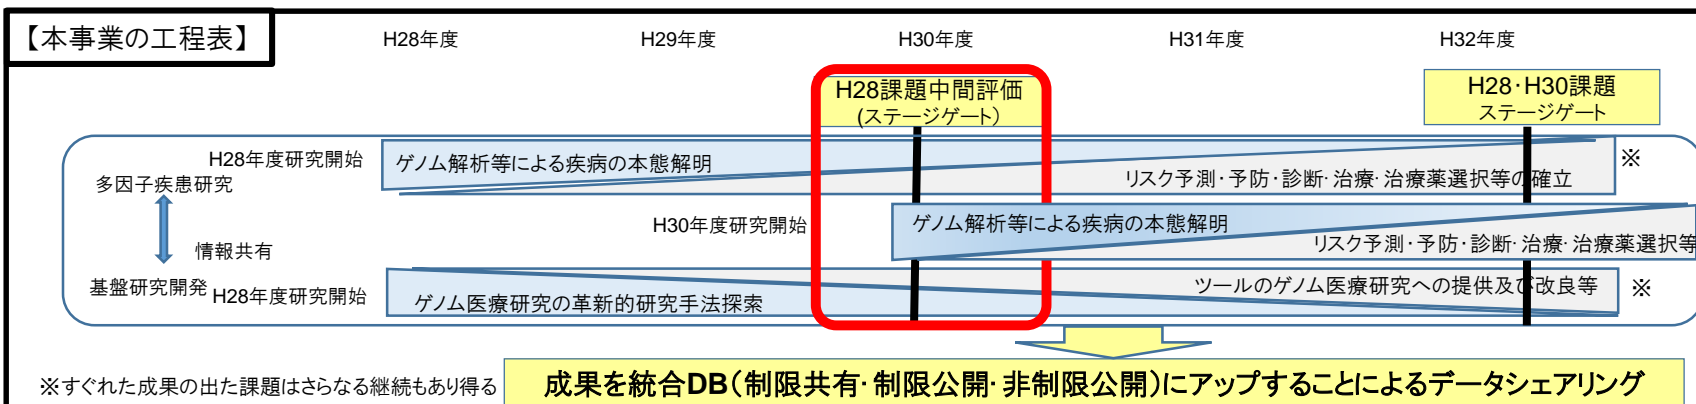 【本事業の工程表】
H28年度 H29年度 H30年度 H31年度 H32年度
H28課題中間評価
(ステージゲート)
H28・H30課題
ステージゲート
H28年度研究開始
多因子疾患研究
ゲノム解析等による疾病の本態解明
リスク予測・予防・診断・治療・治療薬選択等の確立
※
H30年度研究開始
ゲノム解析等による疾病の本態解明
リスク予測・予防・診断・治療・治療薬選択等
情報共有
基盤研究開発
H28年度研究開始
ゲノム医療研究の革新的研究手法探索
ツールのゲノム医療研究への提供及び改良等
※
※すぐれた成果の出た課題はさらなる継続もあり得る
成果を統合DB(制限共有・制限公開・非制限公開)にアップすることによるデータシェアリング